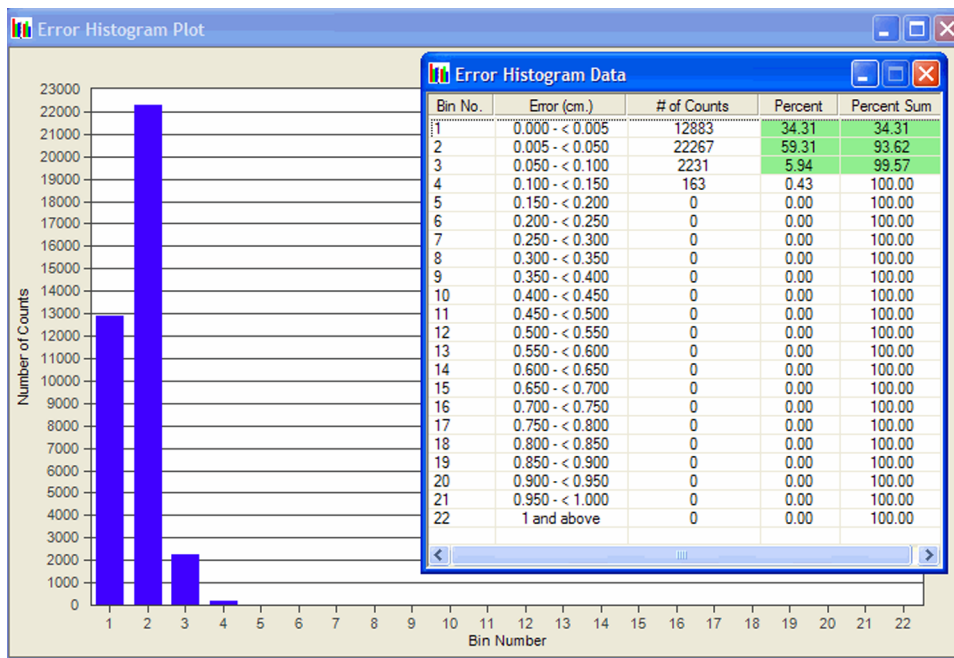 Error Histogram Plot
Error Histogram Data
Bin No. Error (cm.) # of Counts Percent Percent Sum
1 0.000 - < 0.005 12883 34.31 34.31
2 0.005 - < 0.050 22267 59.31 93.62
3 0.050 - < 0.100 2231 5.94 99.57
4 0.100 - < 0.150 163 0.43 100.00
5 0.150 - < 0.200 0 0.00 100.00
6 0.200 - < 0.250 0 0.00 100.00
7 0.250 - < 0.300 0 0.00 100.00
8 0.300 - < 0.350 0 0.00 100.00
9 0.350 - < 0.400 0 0.00 100.00
10 0.400 - < 0.450 0 0.00 100.00
11 0.450 - < 0.500 0 0.00 100.00
12 0.500 - < 0.550 0 0.00 100.00
13 0.550 - < 0.600 0 0.00 100.00
14 0.600 - < 0.650 0 0.00 100.00
15 0.650 - < 0.700 0 0.00 100.00
16 0.700 - < 0.750 0 0.00 100.00
17 0.750 - < 0.800 0 0.00 100.00
18 0.800 - < 0.850 0 0.00 100.00
19 0.850 - < 0.900 0 0.00 100.00
20 0.900 - < 0.950 0 0.00 100.00
21 0.950 - < 1.000 0 0.00 100.00
22 1 and above 0 0.00 100.00
Number of Counts
23000
22000
21000
20000
19000
18000
17000
16000
15000
14000
13000
12000
11000
10000
9000
8000
7000
6000
5000
4000
3000
2000
1000
0
1 2 3 4 5 6 7 8 9 10 11 12 13 14 15 16 17 18 19 20 21 22
Bin Number